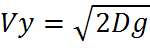 Vy = √2Dg